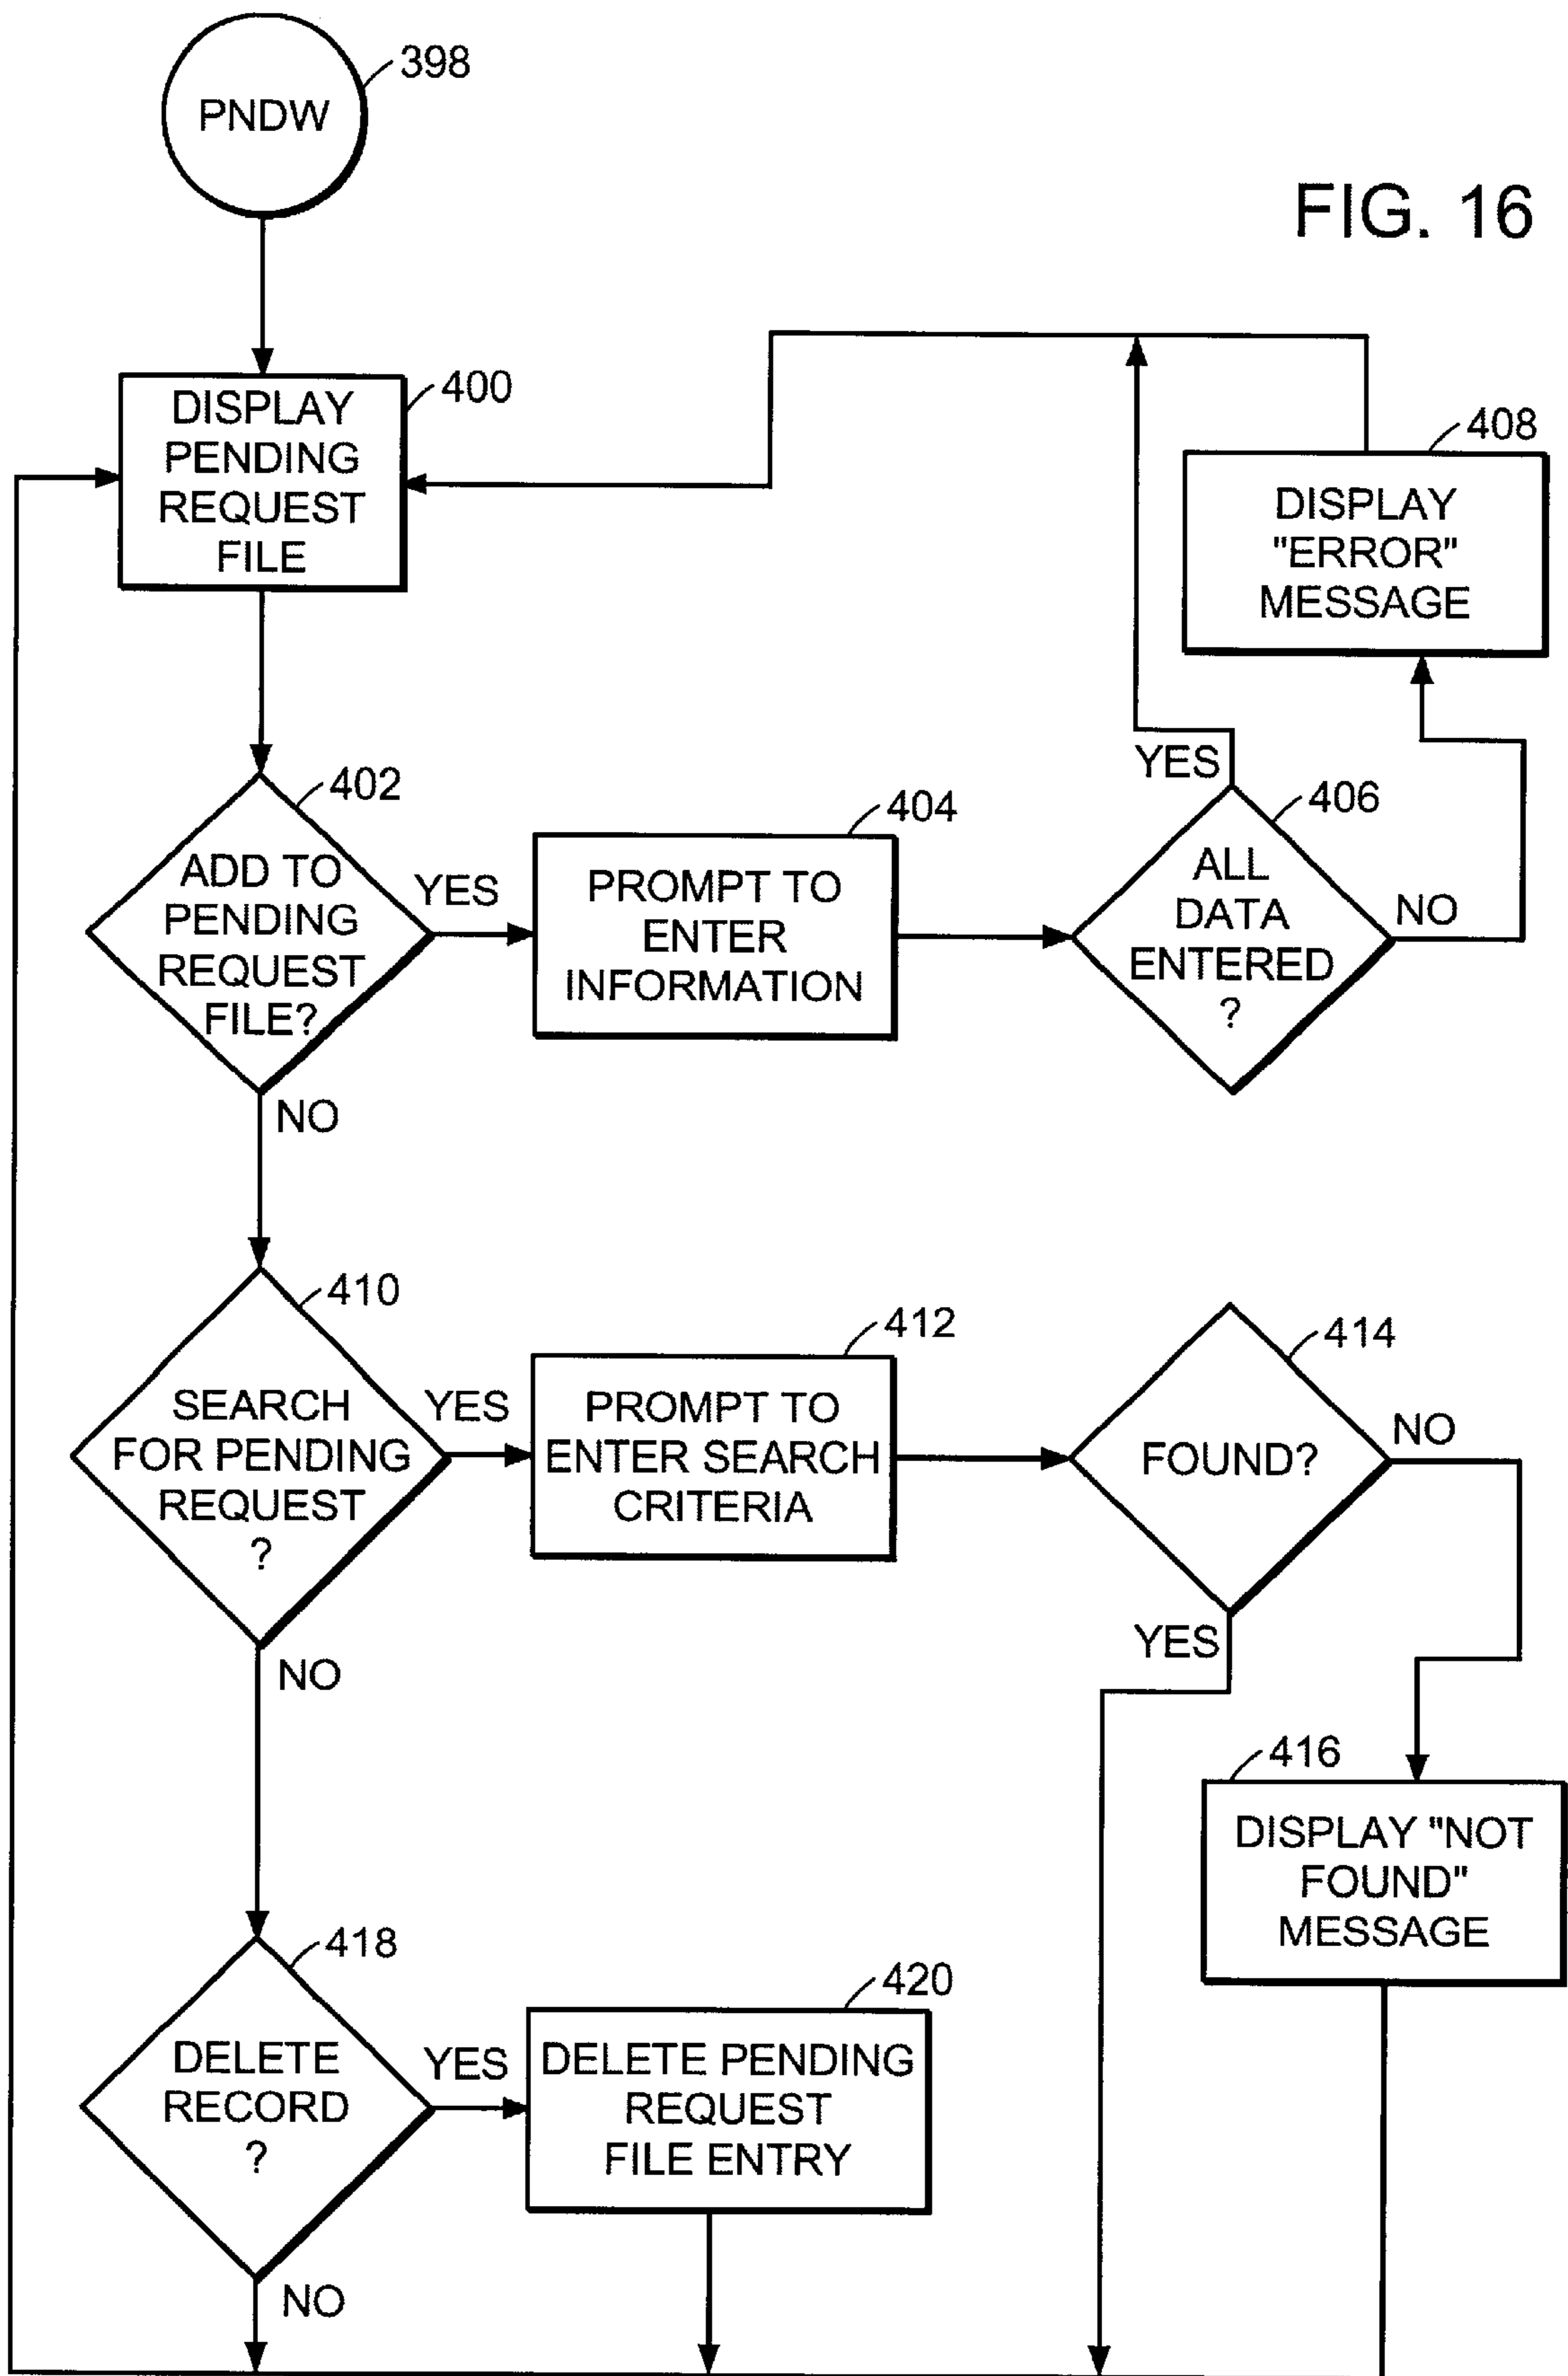 398
PNDW
FIG. 16
400
DISPLAY
PENDING
REQUEST
FILE
408
DISPLAY
"ERROR"
MESSAGE
402
ADD TO
PENDING
REQUEST
FILE?
YES
404
PROMPT TO
ENTER
INFORMATION
YES
406
ALL
DATA
ENTERED
?
NO
NO
410
SEARCH
FOR PENDING
REQUEST
?
YES
412
PROMPT TO
ENTER SEARCH
CRITERIA
414
FOUND?
NO
YES
NO
416
DISPLAY "NOT
FOUND"
MESSAGE
418
DELETE
RECORD
?
YES
420
DELETE PENDING
REQUEST
FILE ENTRY
NO